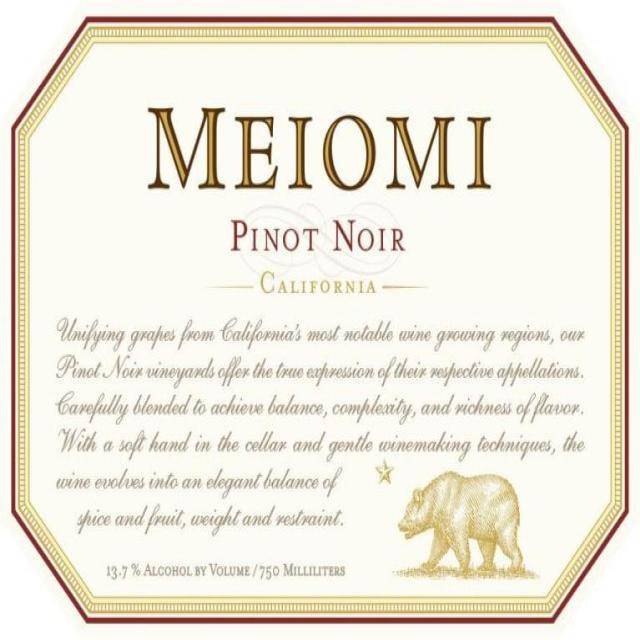 MEIOMI
PINOT NOIR
CALIFORNIA
Unifying grapes from California's most notable wine growing regions, our
Pinot Noir vineyards offer the true expression of their respective appellations.
Carefully blended to achieve balance, complexity, and richness of flavor.
With a soft hand in the cellar and gentle winemaking techniques, the
wine evolves into an elegant balance of
spice and fruit, weight and restraint.
13.7 % ALCOHOL BY VOLUME / 750 MILLILITERS